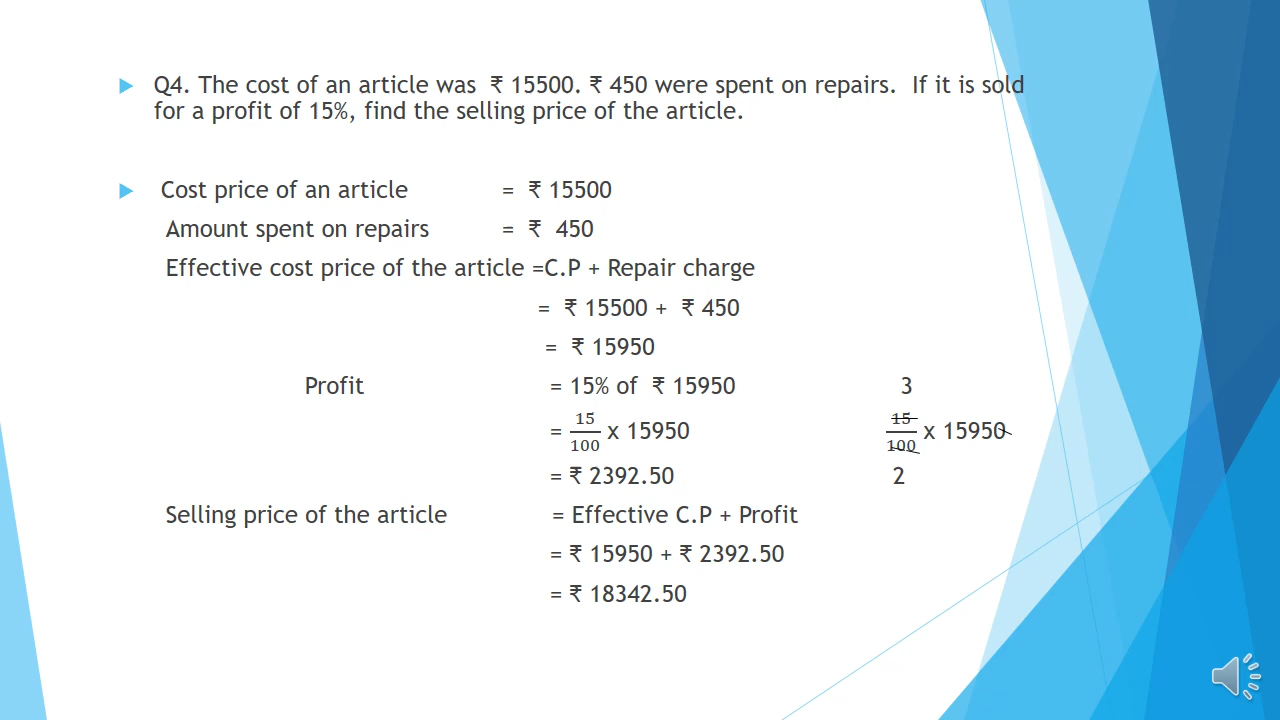 Q4. The cost of an article was ₹ 15500. ₹ 450 were spent on repairs. If it is sold
for a profit of 15%, find the selling price of the article.
Cost price of an article = ₹ 15500
Amount spent on repairs = ₹ 450
Effective cost price of the article =C.P + Repair charge
= ₹ 15500 + ₹ 450
= ₹ 15950
Profit = 15% of ₹ 15950 3
= 15/100 x 15950 15/100 x 15950
= ₹ 2392.50 2
Selling price of the article = Effective C.P + Profit
= ₹ 15950 + ₹ 2392.50
= ₹ 18342.50